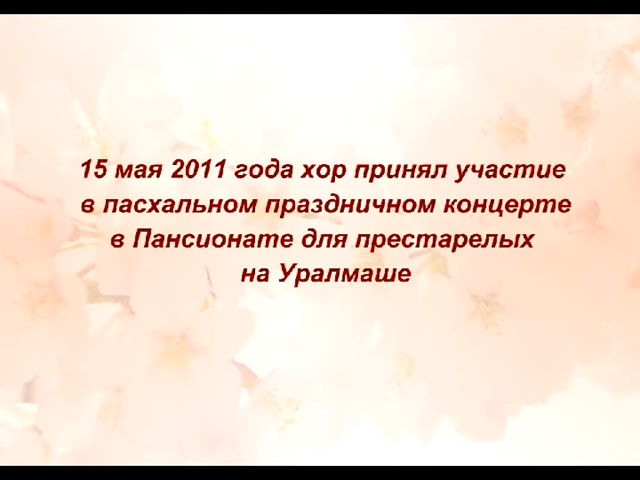 15 мая 2011 года хор принял участие
в пасхальном праздничном концерте
в Пансионате для престарелых
на Уралмаше